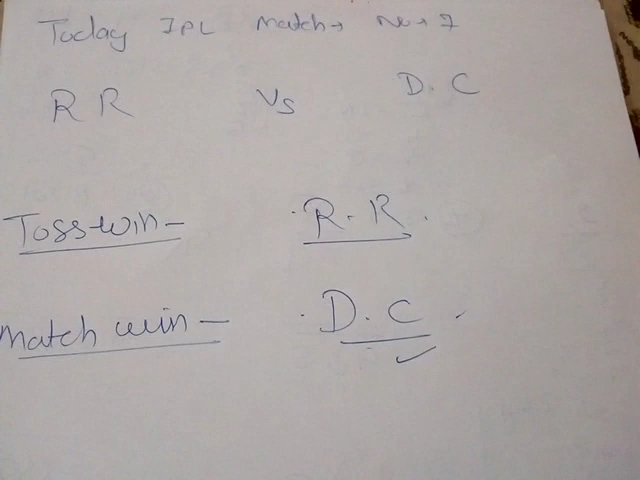 Today IPL Match → No → 7
R R Vs D. C
Toss win - . R. R .
Match win - . D. C .